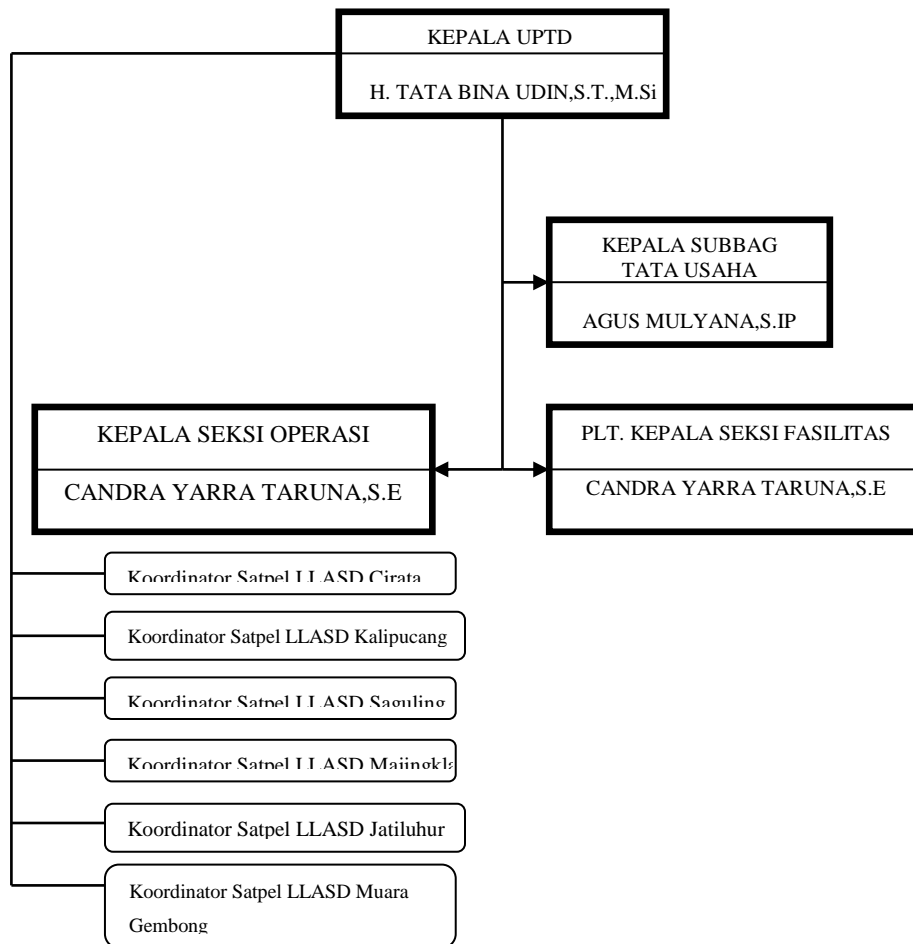 KEPALA UPTD
H. TATA BINA UDIN,S.T.,M.Si
KEPALA SUBBAG
TATA USAHA
AGUS MULYANA,S.IP
KEPALA SEKSI OPERASI
CANDRA YARRA TARUNA,S.E
PLT. KEPALA SEKSI FASILITAS
CANDRA YARRA TARUNA,S.E
Koordinator Satpel LLASD Cirata
Koordinator Satpel LLASD Kalipucang
Koordinator Satpel LLASD Saguling
Koordinator Satpel LLASD Majingkla
Koordinator Satpel LLASD Jatiluhur
Koordinator Satpel LLASD Muara
Gembong